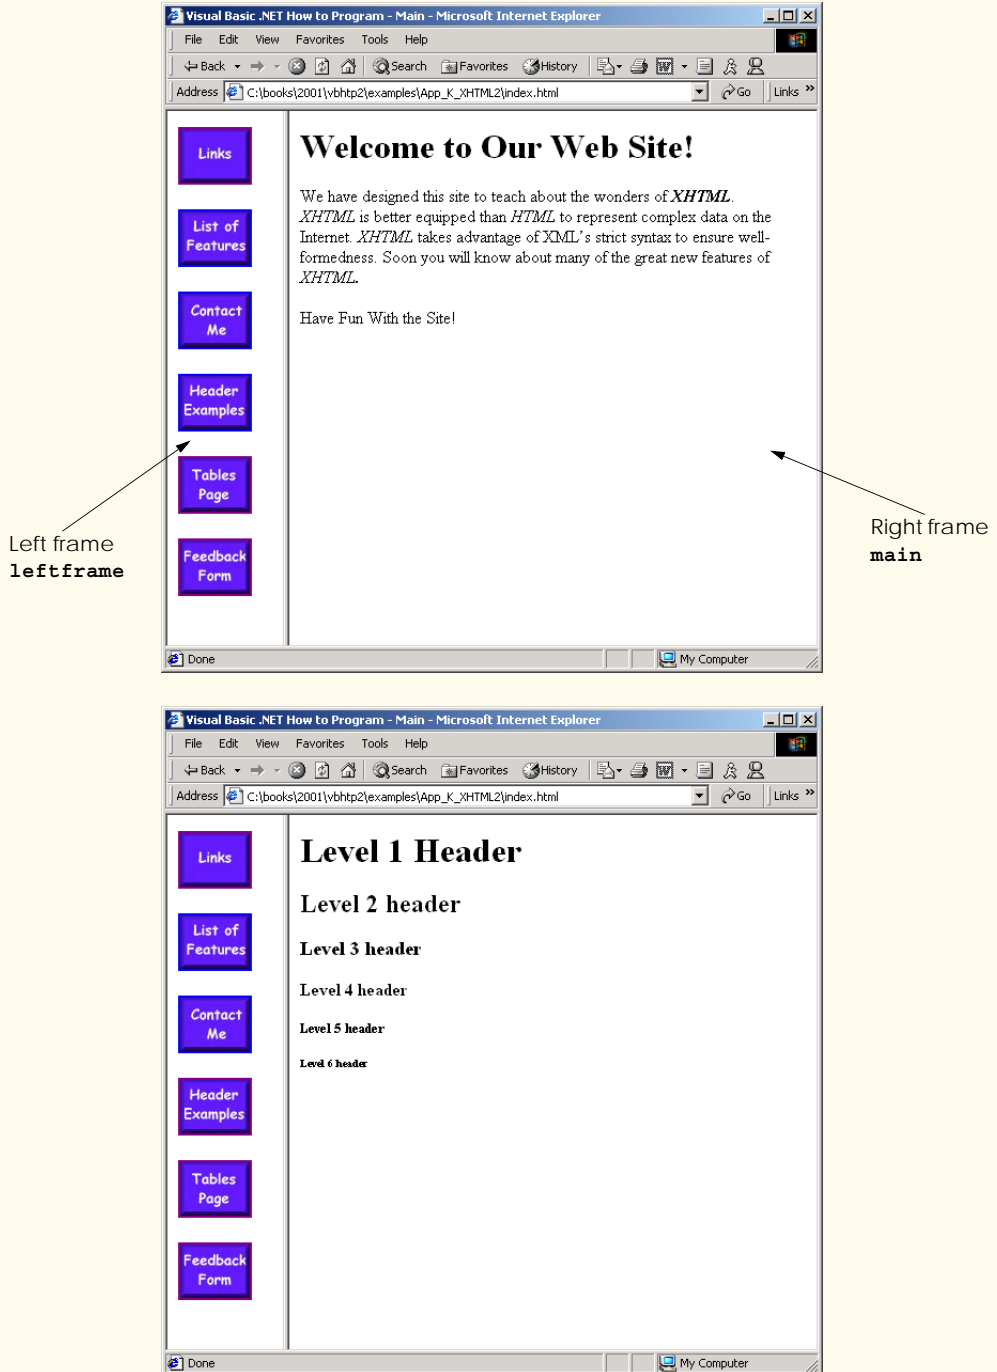 Visual Basic .NET How to Program - Main - Microsoft Internet Explorer
File Edit View Favorites Tools Help
Back Search Favorites History
Address C:\books\2001\vbhtp2\examples\App_K_XHTML2\index.html Go Links »
Links
List of
Features
Contact
Me
Header
Examples
Tables
Page
Feedback
Form
Welcome to Our Web Site!
We have designed this site to teach about the wonders of XHTML.
XHTML is better equipped than HTML to represent complex data on the
Internet. XHTML takes advantage of XML's strict syntax to ensure well-
formedness. Soon you will know about many of the great new features of
XHTML.
Have Fun With the Site!
Left frame
leftframe
Right frame
main
Done My Computer
Visual Basic .NET How to Program - Main - Microsoft Internet Explorer
File Edit View Favorites Tools Help
Back Search Favorites History
Address C:\books\2001\vbhtp2\examples\App_K_XHTML2\index.html Go Links »
Links
List of
Features
Contact
Me
Header
Examples
Tables
Page
Feedback
Form
Level 1 Header
Level 2 header
Level 3 header
Level 4 header
Level 5 header
Level 6 header
Done My Computer